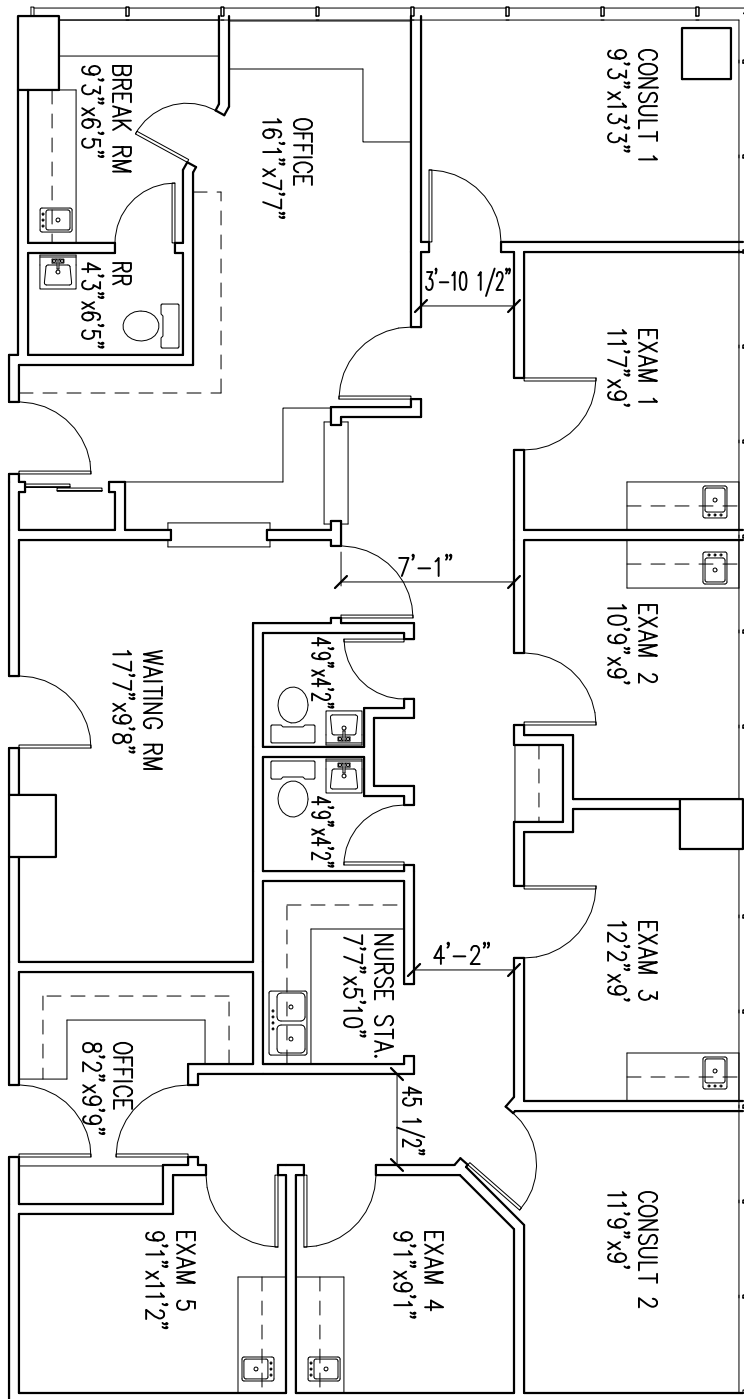 CONSULT 1
9'3"x13'3"
BREAK RM
9'3"x6'5"
OFFICE
16'1"x7'7"
RR
4'3"x6'5"
3'-10 1/2"
EXAM 1
11'7"x9'
7'-1"
EXAM 2
10'9"x9'
WAITING RM
17'7"x9'8"
4'9"x4'2"
4'9"x4'2"
NURSE STA.
7'7"x5'10"
4'-2"
EXAM 3
12'2"x9'
OFFICE
8'2"x9'9"
45 1/2"
CONSULT 2
11'9"x9'
EXAM 4
9'1"x9'1"
EXAM 5
9'1"x11'2"